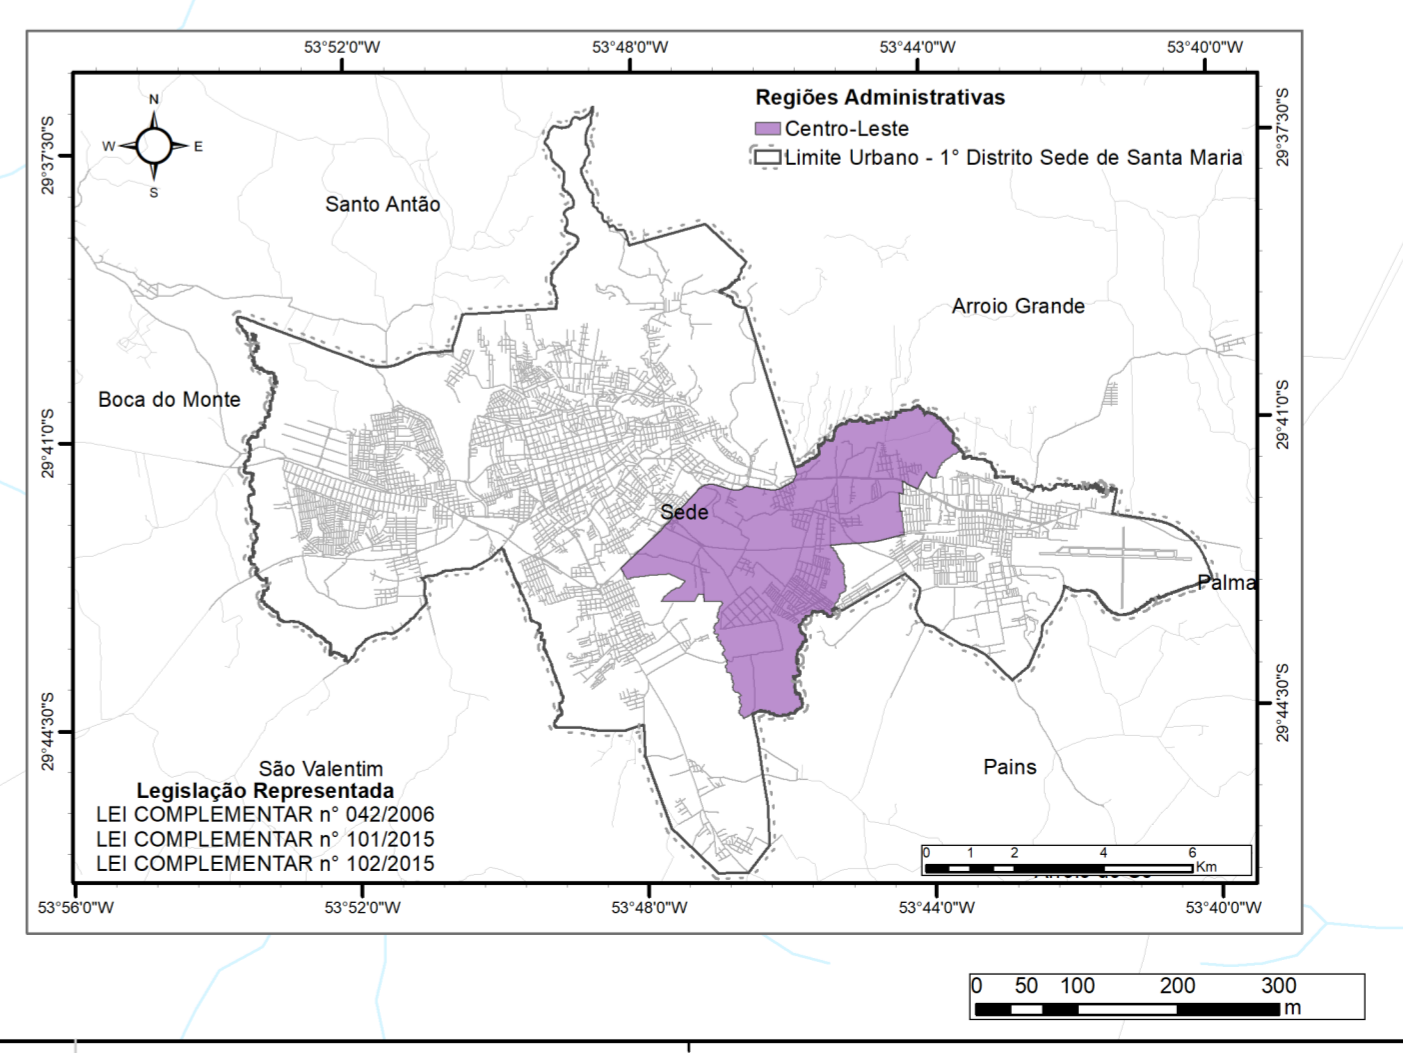 53°52'0"W 53°48'0"W 53°44'0"W 53°40'0"W
N
W E
S
Regiões Administrativas
Centro-Leste
Limite Urbano - 1° Distrito Sede de Santa Maria
29°37'30"S
29°37'30"S
Santo Antão
Arroio Grande
Boca do Monte
29°41'0"S
29°41'0"S
Sede
Palma
29°44'30"S
29°44'30"S
São Valentim
Pains
Legislação Representada
LEI COMPLEMENTAR n° 042/2006
LEI COMPLEMENTAR n° 101/2015
LEI COMPLEMENTAR n° 102/2015
0 1 2 4 6
Km
53°56'0"W 53°52'0"W 53°48'0"W 53°44'0"W 53°40'0"W
0 50 100 200 300
m